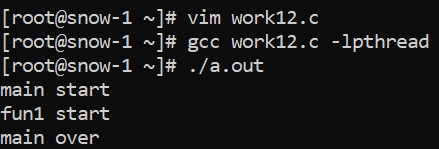 [root@snow-1 ~]# vim work12.c
[root@snow-1 ~]# gcc work12.c -lpthread
[root@snow-1 ~]# ./a.out
main start
fun1 start
main over